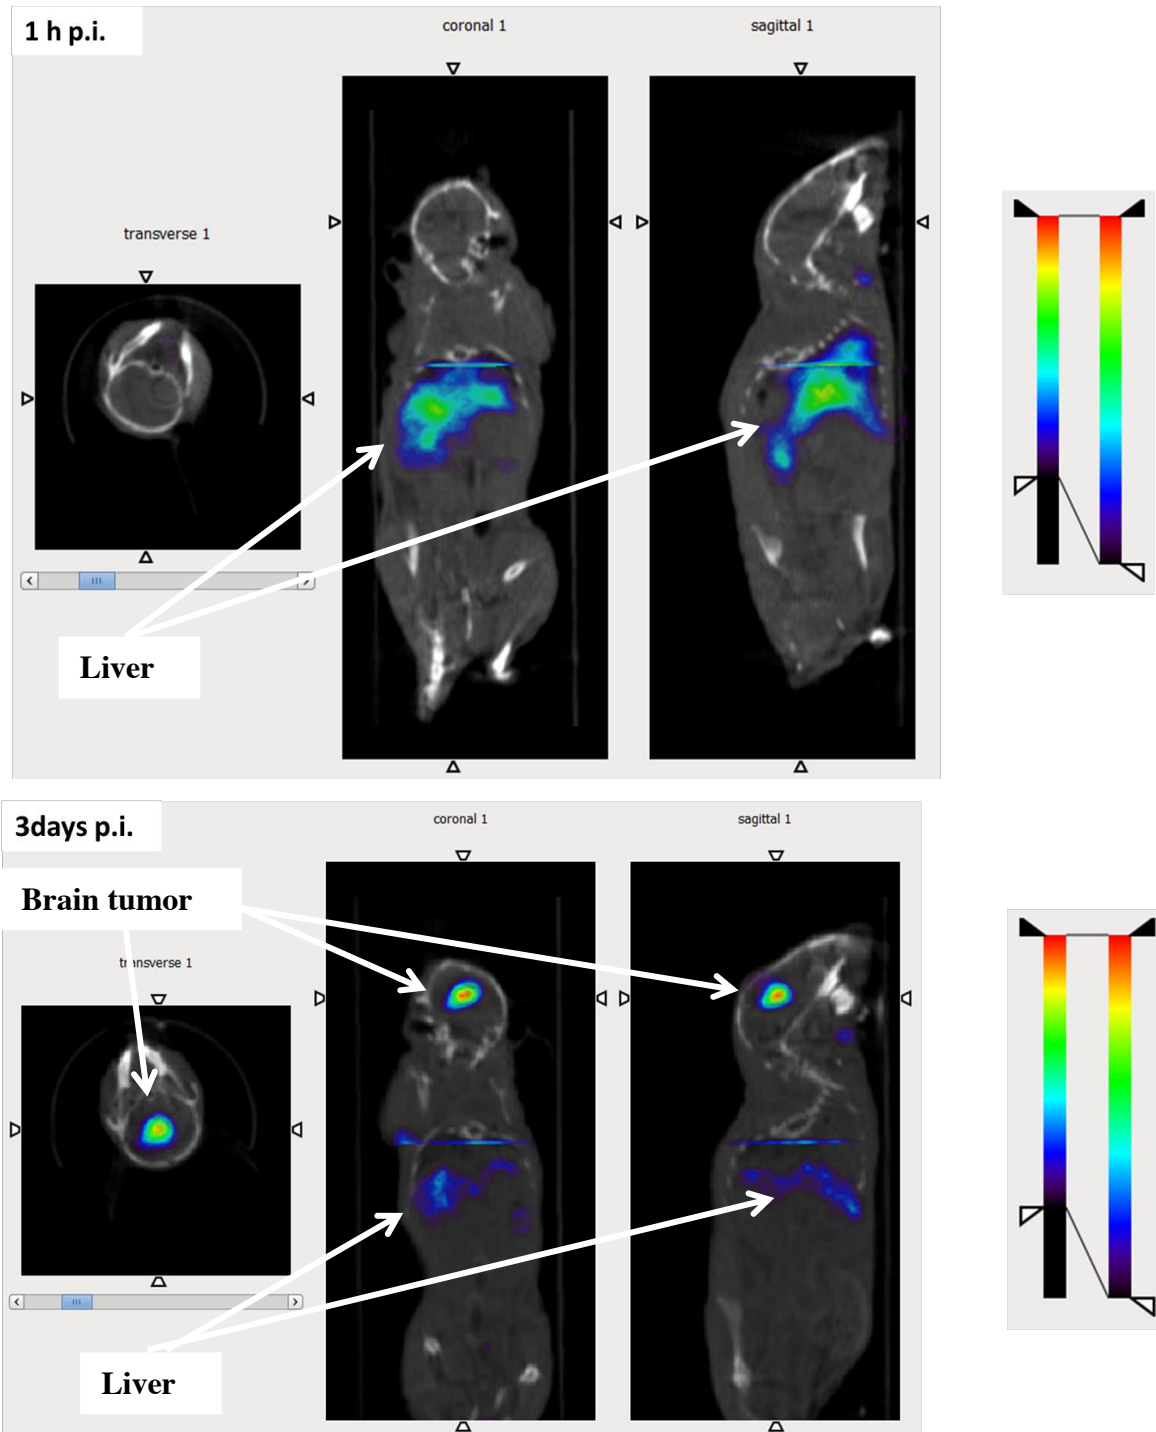 1 h p.i.
coronal 1
sagittal 1
transverse 1
Liver
3days p.i.
coronal 1
sagittal 1
Brain tumor
transverse 1
Liver